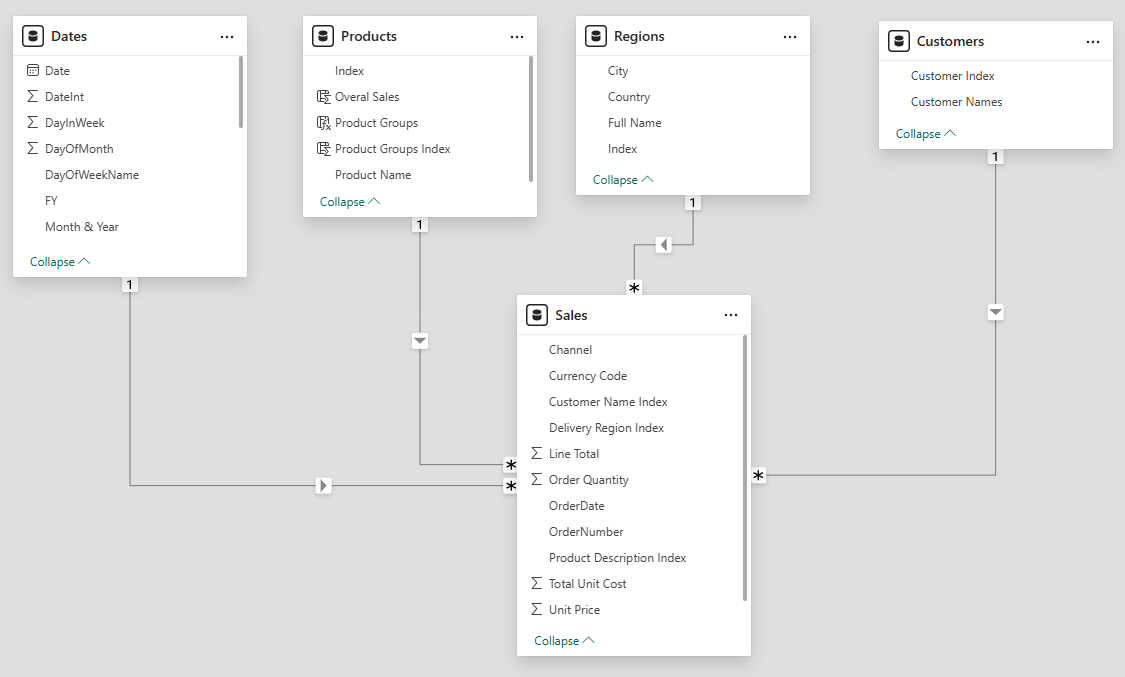 Dates
Date
DateInt
DayInWeek
DayOfMonth
DayOfWeekName
FY
Month & Year
Collapse
1
Products
Index
Overal Sales
Product Groups
Product Groups Index
Product Name
Collapse
1
Regions
City
Country
Full Name
Index
Collapse
1
Customers
Customer Index
Customer Names
Collapse
1
*
Sales
Channel
Currency Code
Customer Name Index
Delivery Region Index
Line Total
Order Quantity
OrderDate
OrderNumber
Product Description Index
Total Unit Cost
Unit Price
Collapse
*
*
*